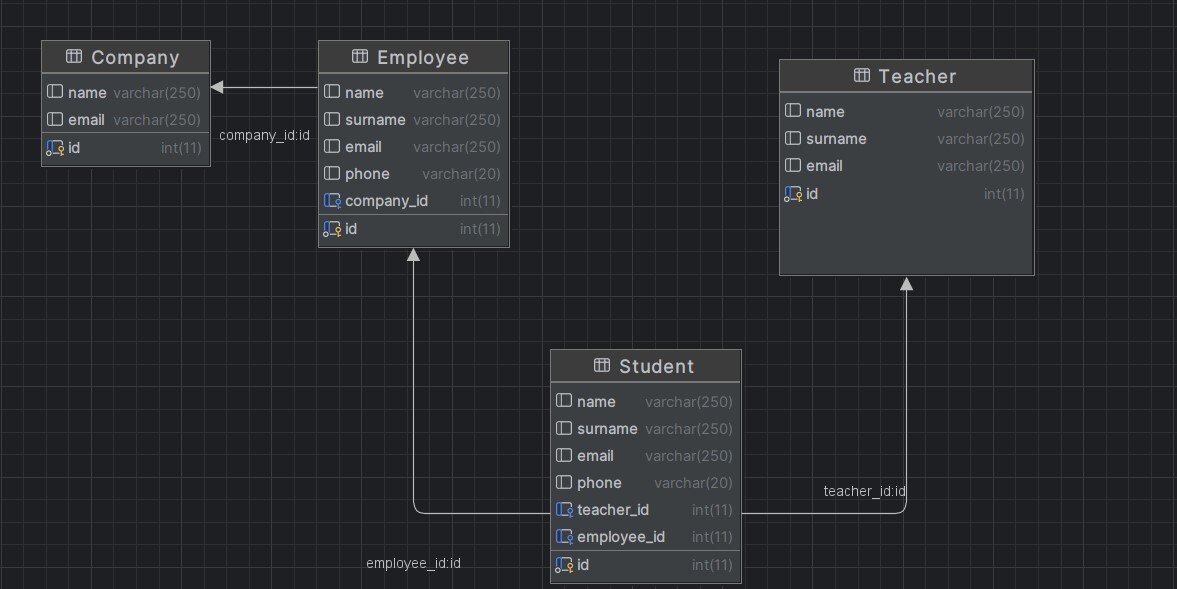 Company
name varchar(250)
email varchar(250)
id int(11)
company_id:id
Employee
name varchar(250)
surname varchar(250)
email varchar(250)
phone varchar(20)
company_id int(11)
id int(11)
Teacher
name varchar(250)
surname varchar(250)
email varchar(250)
id int(11)
Student
name varchar(250)
surname varchar(250)
email varchar(250)
phone varchar(20)
teacher_id int(11)
employee_id int(11)
id int(11)
teacher_id:id
employee_id:id